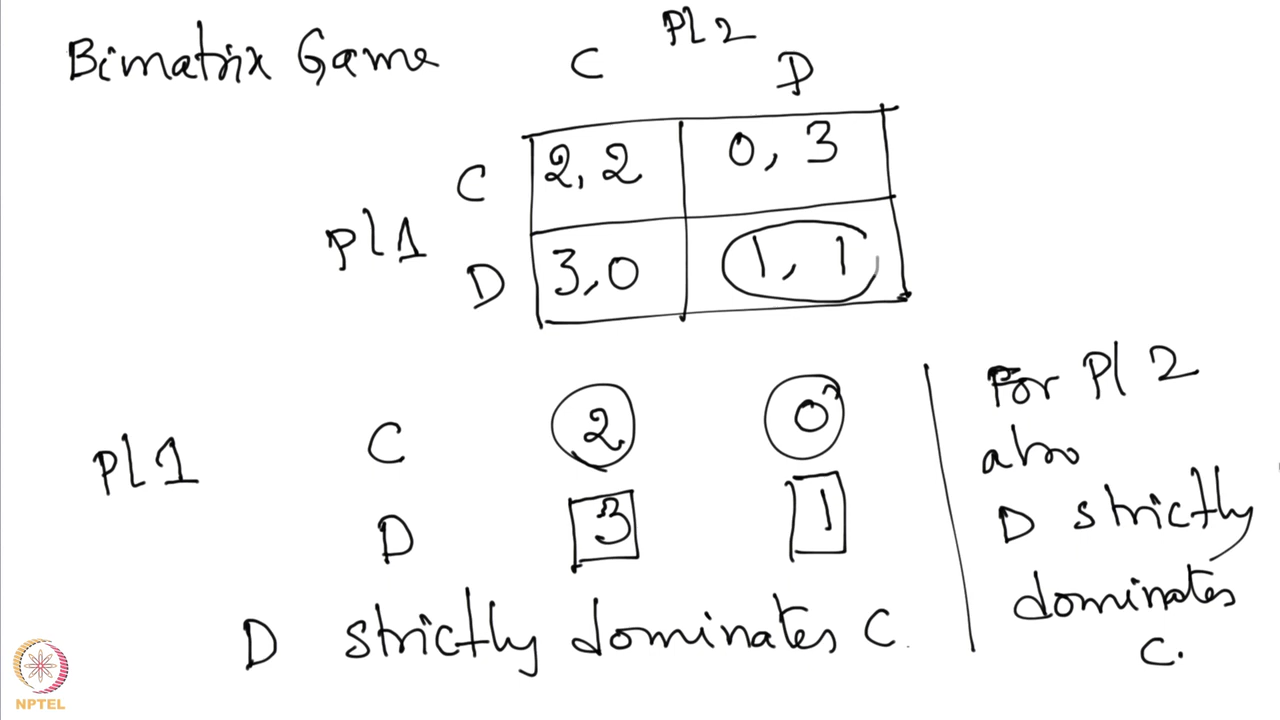 Bimatrix Game
Pl 2
C D
C 2, 2 0, 3
Pl 1
D 3, 0 1, 1
Pl 1
C 2 0
D 3 1
D strictly dominates C.
For Pl 2
also
D strictly
dominates
C.
NPTEL